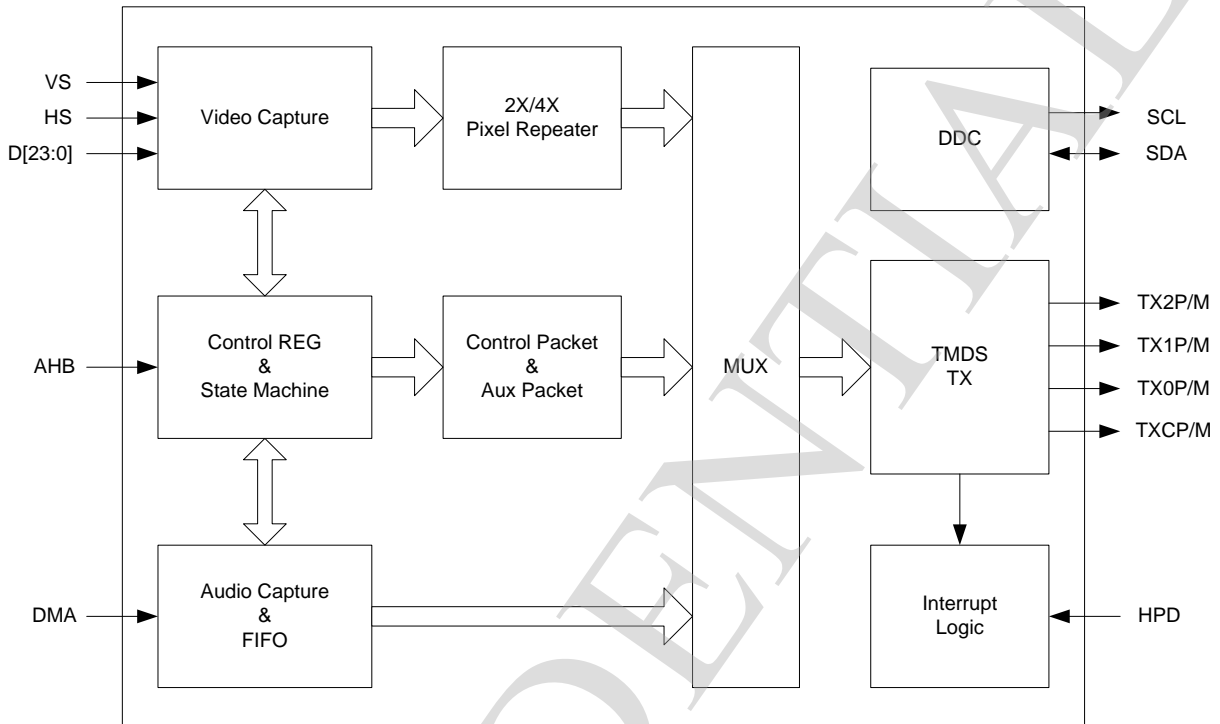 VS
HS
D[23:0]
Video Capture
2X/4X
Pixel Repeater
DDC
SCL
SDA
AHB
Control REG
&
State Machine
Control Packet
&
Aux Packet
MUX
TMDS
TX
TX2P/M
TX1P/M
TX0P/M
TXCP/M
DMA
Audio Capture
&
FIFO
Interrupt
Logic
HPD
DENTIAL